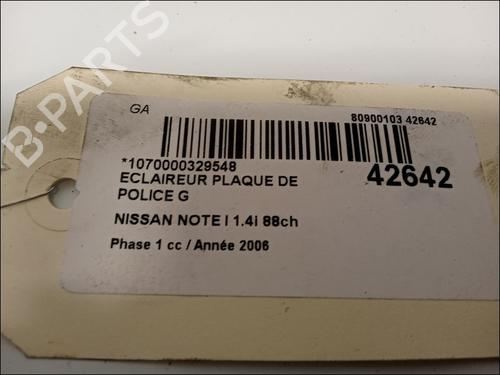 GA
80900103 42642
*1070000329548
ECLAIREUR PLAQUE DE
POLICE G
42642
NISSAN NOTE I 1.4i 88ch
Phase 1 cc / Année 2006
B-PARTS